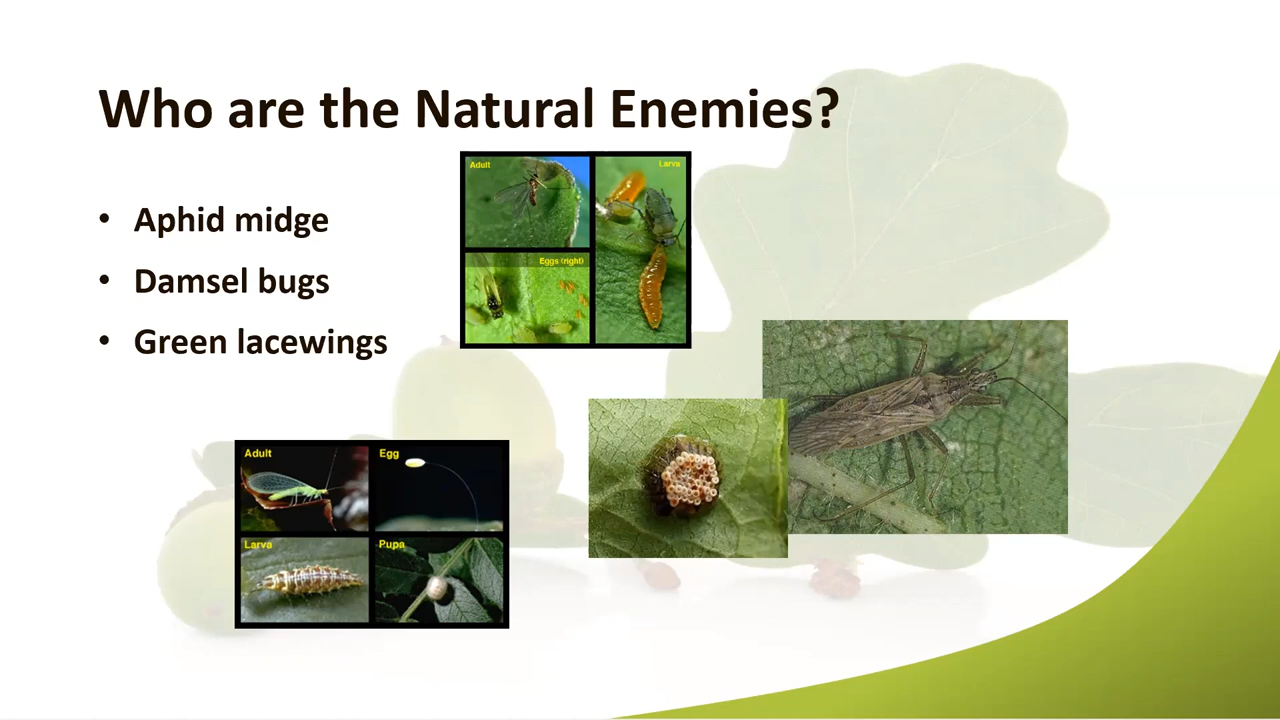 Who are the Natural Enemies?
• Aphid midge
• Damsel bugs
• Green lacewings
Adult
Larva
Eggs (right)
Adult
Egg
Larva
Pupa